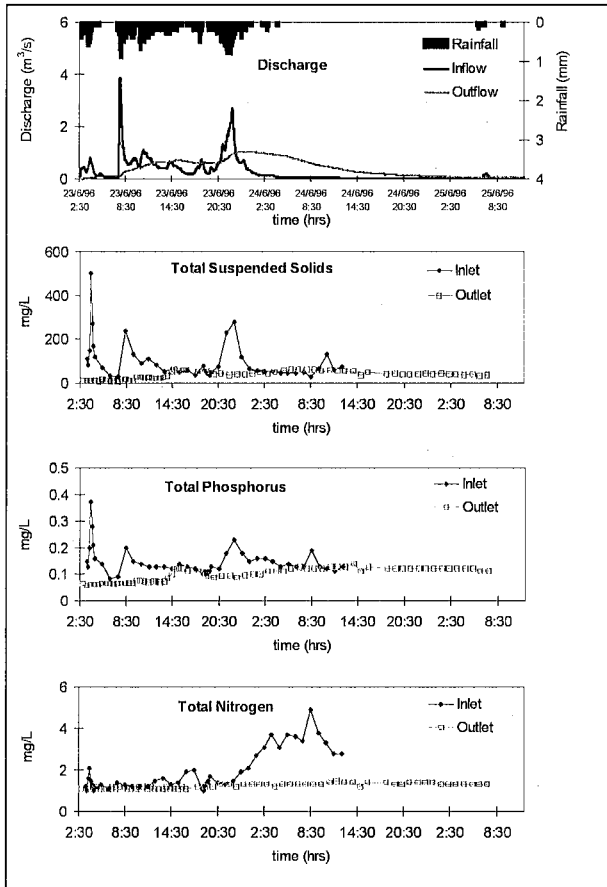 Discharge
Rainfall
Inflow
Outflow
Discharge (m³/s)
6
4
2
0
Rainfall (mm)
0
1
2
3
4
23/6/96 23/6/96 23/6/96 23/6/96 24/6/96 24/6/96 24/6/96 24/6/96 25/6/96 25/6/96
2:30 8:30 14:30 20:30 2:30 8:30 14:30 20:30 2:30 8:30
time (hrs)
Total Suspended Solids
Inlet
Outlet
mg/L
600
400
200
0
2:30 8:30 14:30 20:30 2:30 8:30 14:30 20:30 2:30 8:30
time (hrs)
Total Phosphorus
Inlet
Outlet
mg/L
0.5
0.4
0.3
0.2
0.1
0
2:30 8:30 14:30 20:30 2:30 8:30 14:30 20:30 2:30 8:30
time (hrs)
Total Nitrogen
Inlet
Outlet
mg/L
6
4
2
0
2:30 8:30 14:30 20:30 2:30 8:30 14:30 20:30 2:30 8:30
time (hrs)